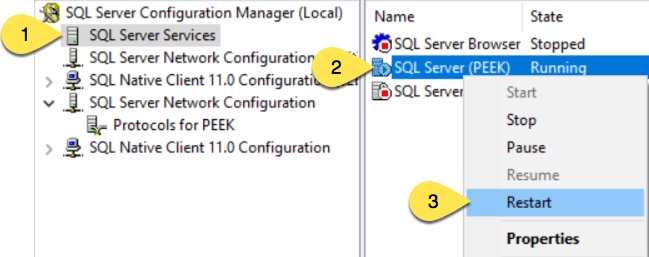 SQL Server Configuration Manager (Local)
1
SQL Server Services
SQL Server Network Configuration
SQL Native Client 11.0 Configuration
SQL Server Network Configuration
Protocols for PEEK
SQL Native Client 11.0 Configuration
Name State
SQL Server Browser Stopped
2
SQL Server (PEEK) Running
SQL Server
Start
Stop
Pause
Resume
3
Restart
Properties